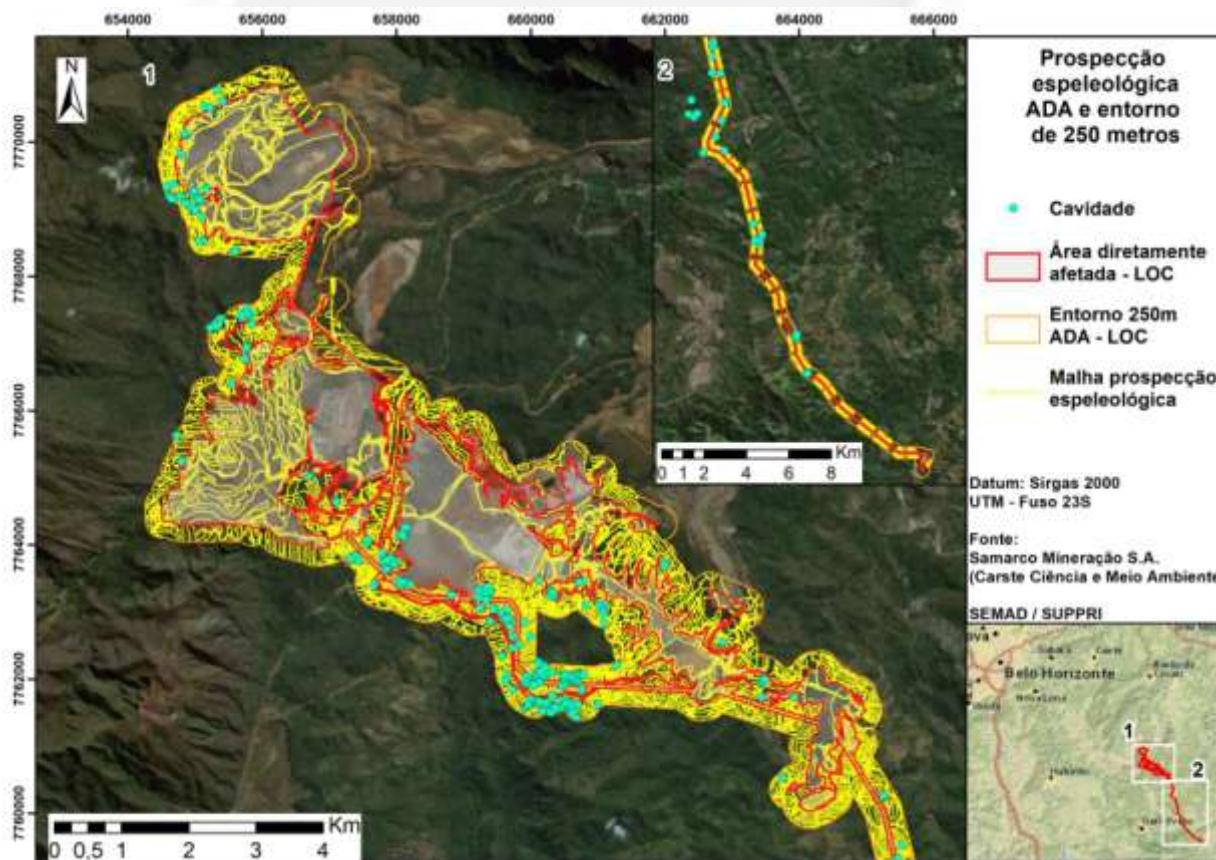 654000 656000 658000 660000 662000 664000 666000
N
1
2
7770000
7768000
7766000
7764000
7762000
7760000
0 1 2 4 6 8 Km
0 0,5 1 2 3 4 Km
Prospecção
espeleológica
ADA e entorno
de 250 metros
Cavidade
Área diretamente
afetada - LOC
Entorno 250m
ADA - LOC
Malha prospecção
espeleológica
Datum: Sirgas 2000
UTM - Fuso 23S
Fonte:
Samarco Mineração S.A.
(Carste Ciência e Meio Ambiente
SEMAD / SUPPRI
Belo Horizonte
1
2